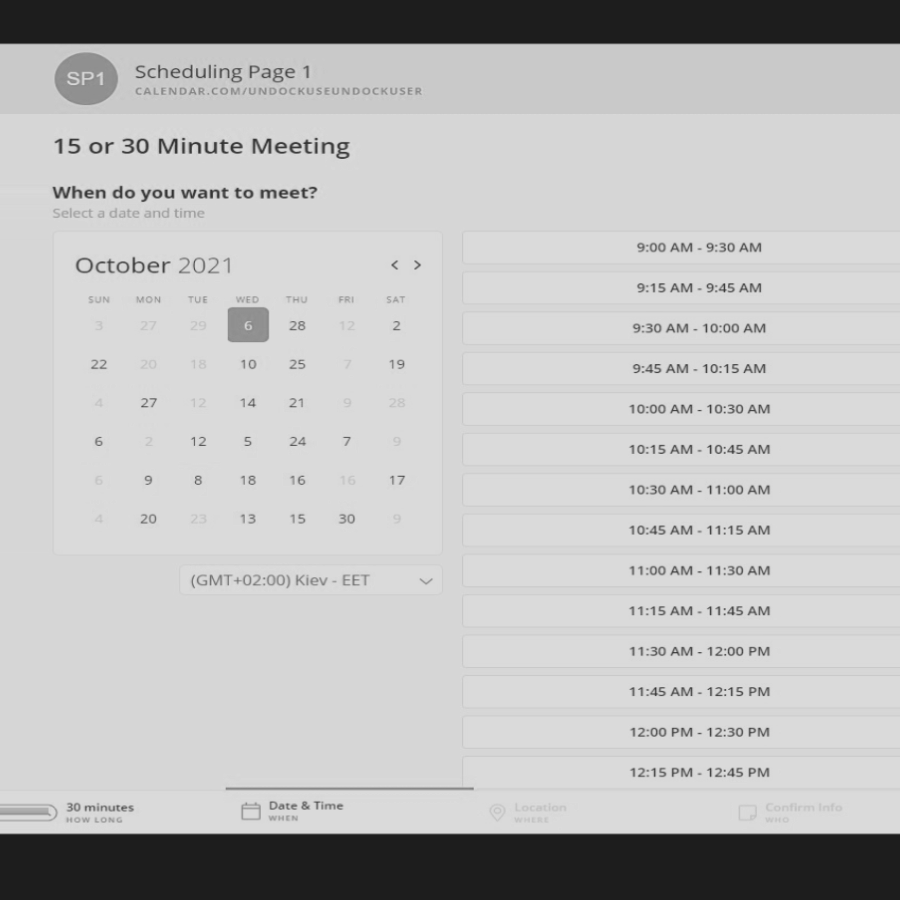 SP1
Scheduling Page 1
CALENDAR.COM/UNDOCKUSEUNDOCKUSER
15 or 30 Minute Meeting
When do you want to meet?
Select a date and time
October 2021 < >
SUN MON TUE WED THU FRI SAT
3 27 29 6 28 12 2
22 20 18 10 25 7 19
4 27 12 14 21 9 28
6 2 12 5 24 7 9
6 9 8 18 16 16 17
4 20 23 13 15 30 9
(GMT+02:00) Kiev - EET
9:00 AM - 9:30 AM
9:15 AM - 9:45 AM
9:30 AM - 10:00 AM
9:45 AM - 10:15 AM
10:00 AM - 10:30 AM
10:15 AM - 10:45 AM
10:30 AM - 11:00 AM
10:45 AM - 11:15 AM
11:00 AM - 11:30 AM
11:15 AM - 11:45 AM
11:30 AM - 12:00 PM
11:45 AM - 12:15 PM
12:00 PM - 12:30 PM
12:15 PM - 12:45 PM
30 minutes
HOW LONG
Date & Time
WHEN
Location
WHERE
Confirm Info
WHO